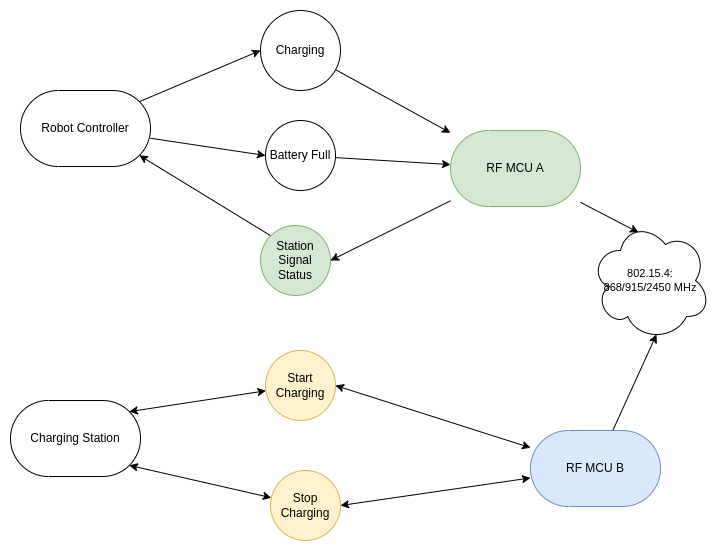 Charging
Robot Controller
Battery Full
RF MCU A
Station
Signal
Status
802.15.4:
868/915/2450 MHz
Start
Charging
Charging Station
RF MCU B
Stop
Charging